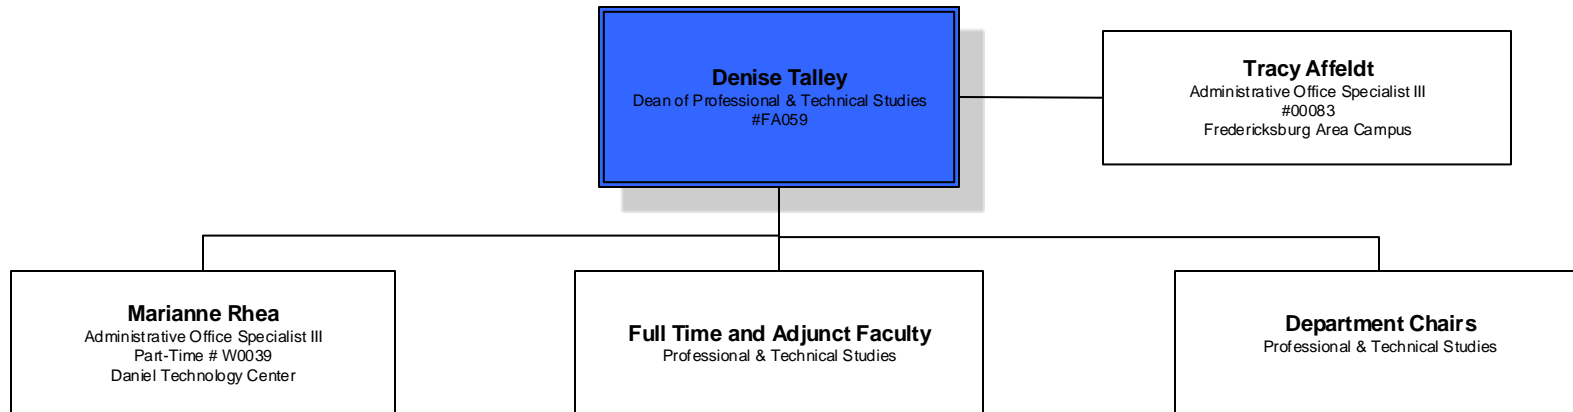 Denise Talley
Dean of Professional & Technical Studies
#FA059
Tracy Affeldt
Administrative Office Specialist III
#00083
Fredericksburg Area Campus
Marianne Rhea
Administrative Office Specialist III
Part-Time # W0039
Daniel Technology Center
Full Time and Adjunct Faculty
Professional & Technical Studies
Department Chairs
Professional & Technical Studies